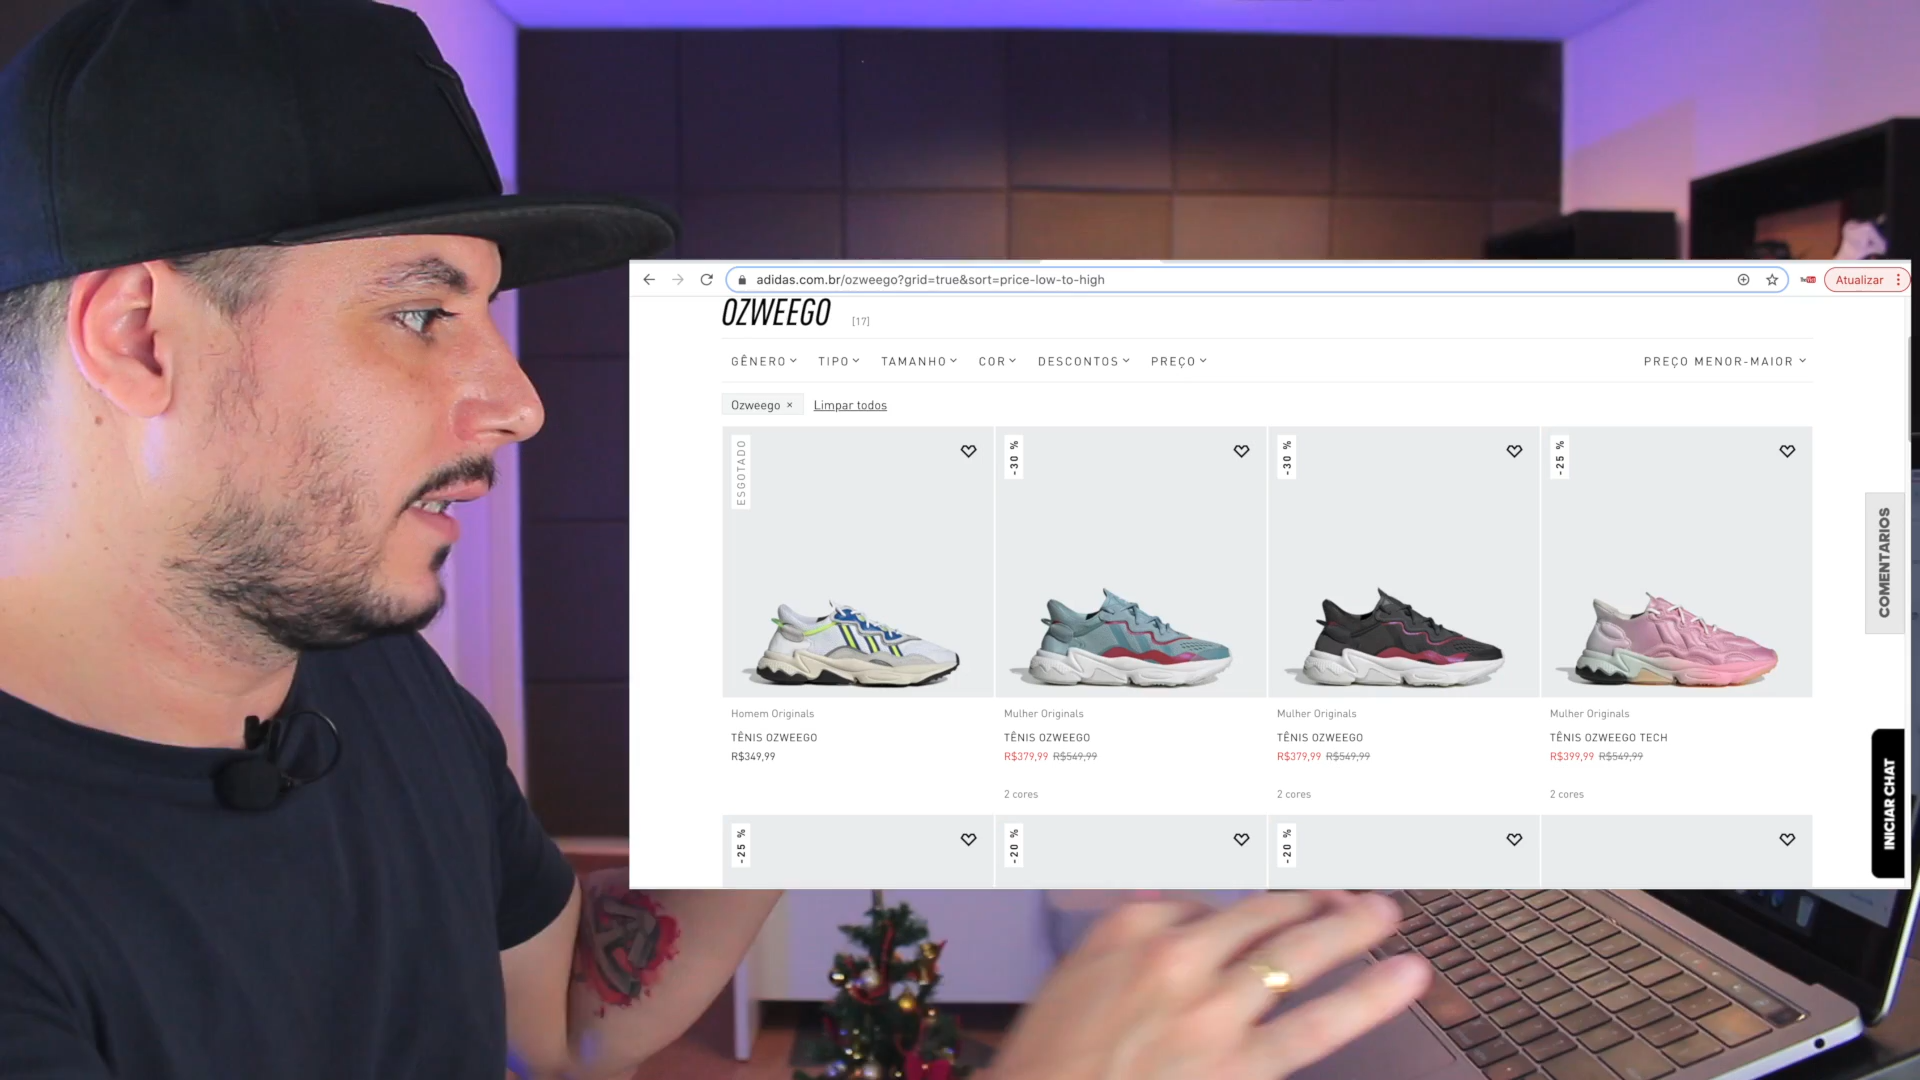 adidas.com.br/ozweego?grid=true&sort=price-low-to-high
Atualizar
OZWEEGO [17]
GÊNERO TIPO TAMANHO COR DESCONTOS PREÇO PREÇO MENOR-MAIOR
Ozweego × Limpar todos
ESGOTADO
-30 %
-30 %
-25 %
Homem Originals
TÊNIS OZWEEGO
R$349,99
Mulher Originals
TÊNIS OZWEEGO
R$379,99 R$549,99
2 cores
Mulher Originals
TÊNIS OZWEEGO
R$379,99 R$549,99
2 cores
Mulher Originals
TÊNIS OZWEEGO TECH
R$399,99 R$549,99
2 cores
-25 %
-20 %
-20 %
COMENTARIOS
INICIAR CHAT